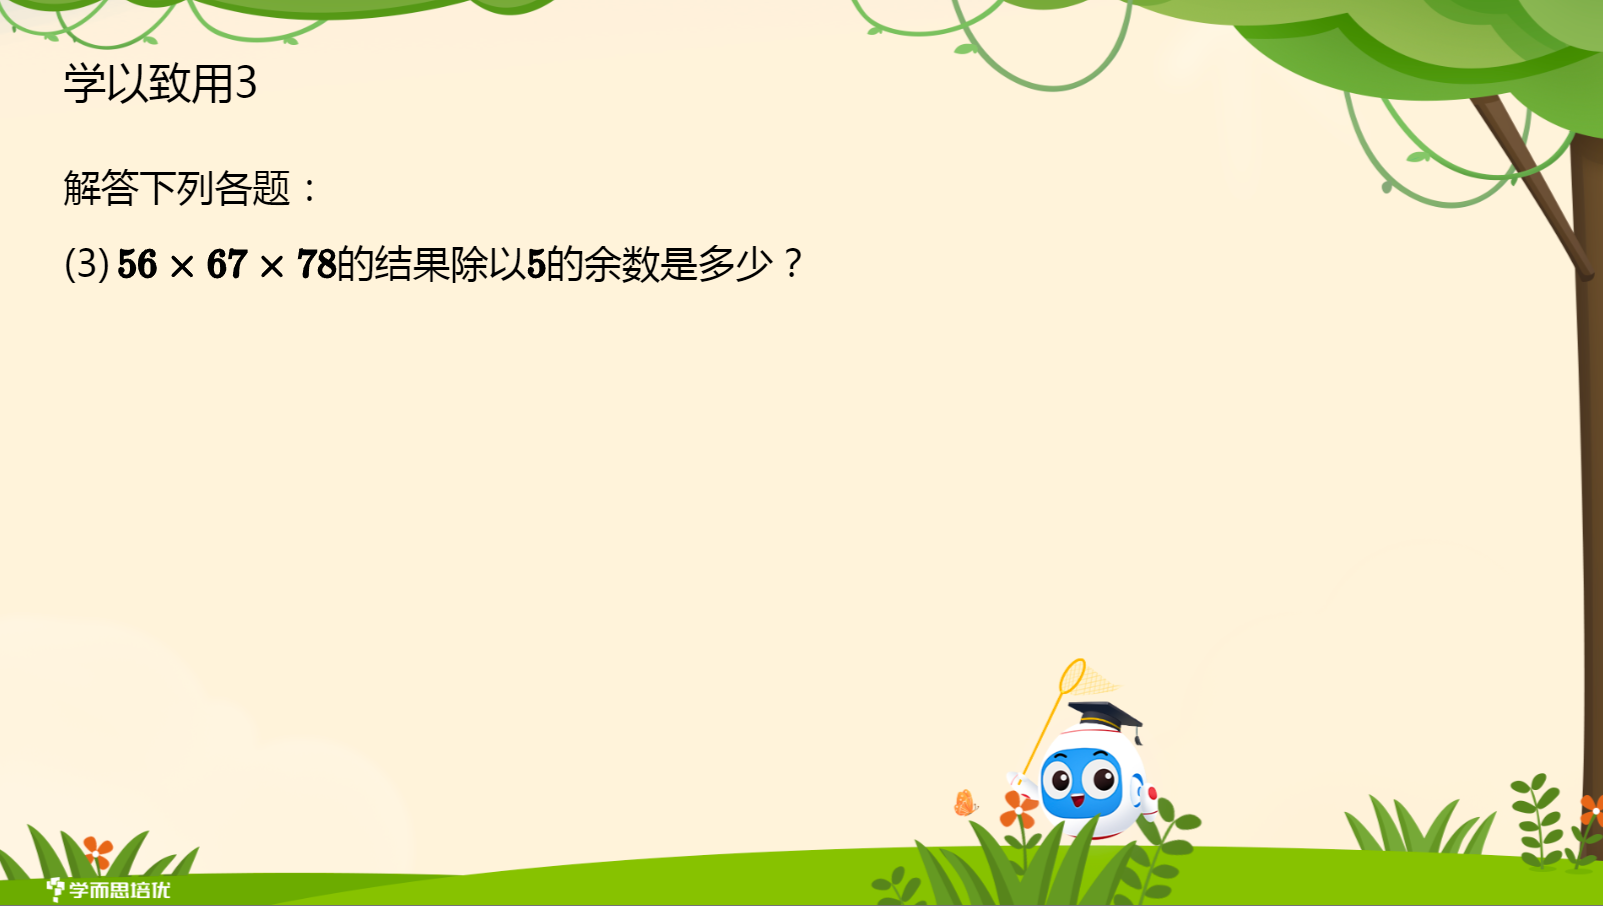 学以致用3
解答下列各题：
(3) 56 × 67 × 78的结果除以5的余数是多少？
学而思培优